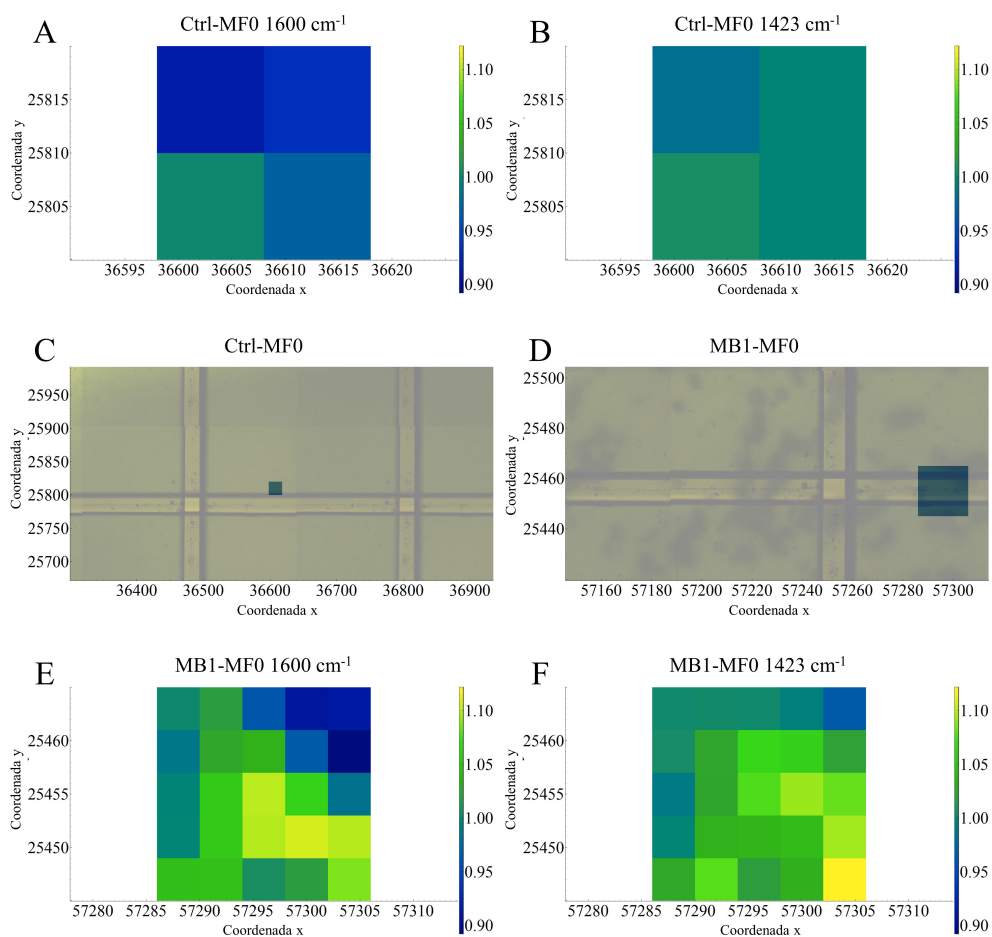 A
Ctrl-MF0 1600 cm-1
25815
25810
25805
Coordenada y
36595 36600 36605 36610 36615 36620
Coordenada x
1.10
1.05
1.00
0.95
0.90
B
Ctrl-MF0 1423 cm-1
25815
25810
25805
Coordenada y
36595 36600 36605 36610 36615 36620
Coordenada x
1.10
1.05
1.00
0.95
0.90
C
Ctrl-MF0
25950
25900
25850
25800
25750
25700
Coordenada y
36400 36500 36600 36700 36800 36900
Coordenada x
D
MB1-MF0
25500
25480
25460
25440
Coordenada y
57160 57180 57200 57220 57240 57260 57280 57300
Coordenada x
E
MB1-MF0 1600 cm-1
25460
25455
25450
Coordenada y
57280 57285 57290 57295 57300 57305 57310
Coordenada x
1.10
1.05
1.00
0.95
0.90
F
MB1-MF0 1423 cm-1
25460
25455
25450
Coordenada y
57280 57285 57290 57295 57300 57305 57310
Coordenada x
1.10
1.05
1.00
0.95
0.90